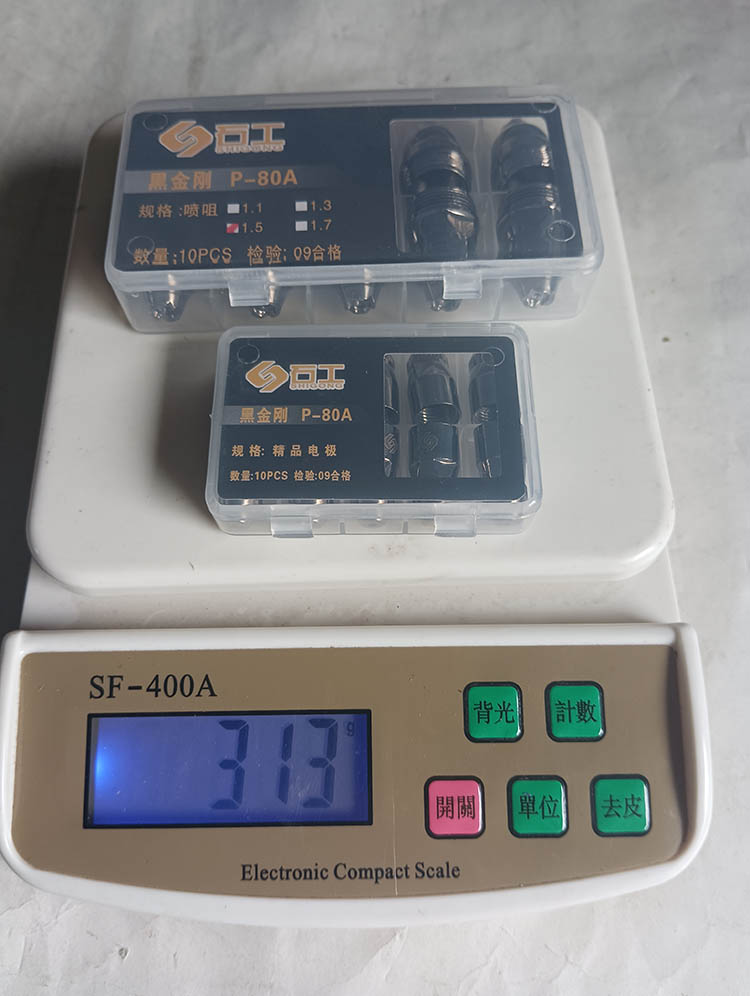 石工
SHIGONG
黑金刚 P-80A
规格:喷咀 1.1 1.3
1.5 1.7
数量:10PCS 检验:09合格
石工
SHIGONG
黑金刚 P-80A
规格:精品电极
数量:10PCS 检验:09合格
SF-400A
313 g
背光 計數
開關 單位 去皮
Electronic Compact Scale